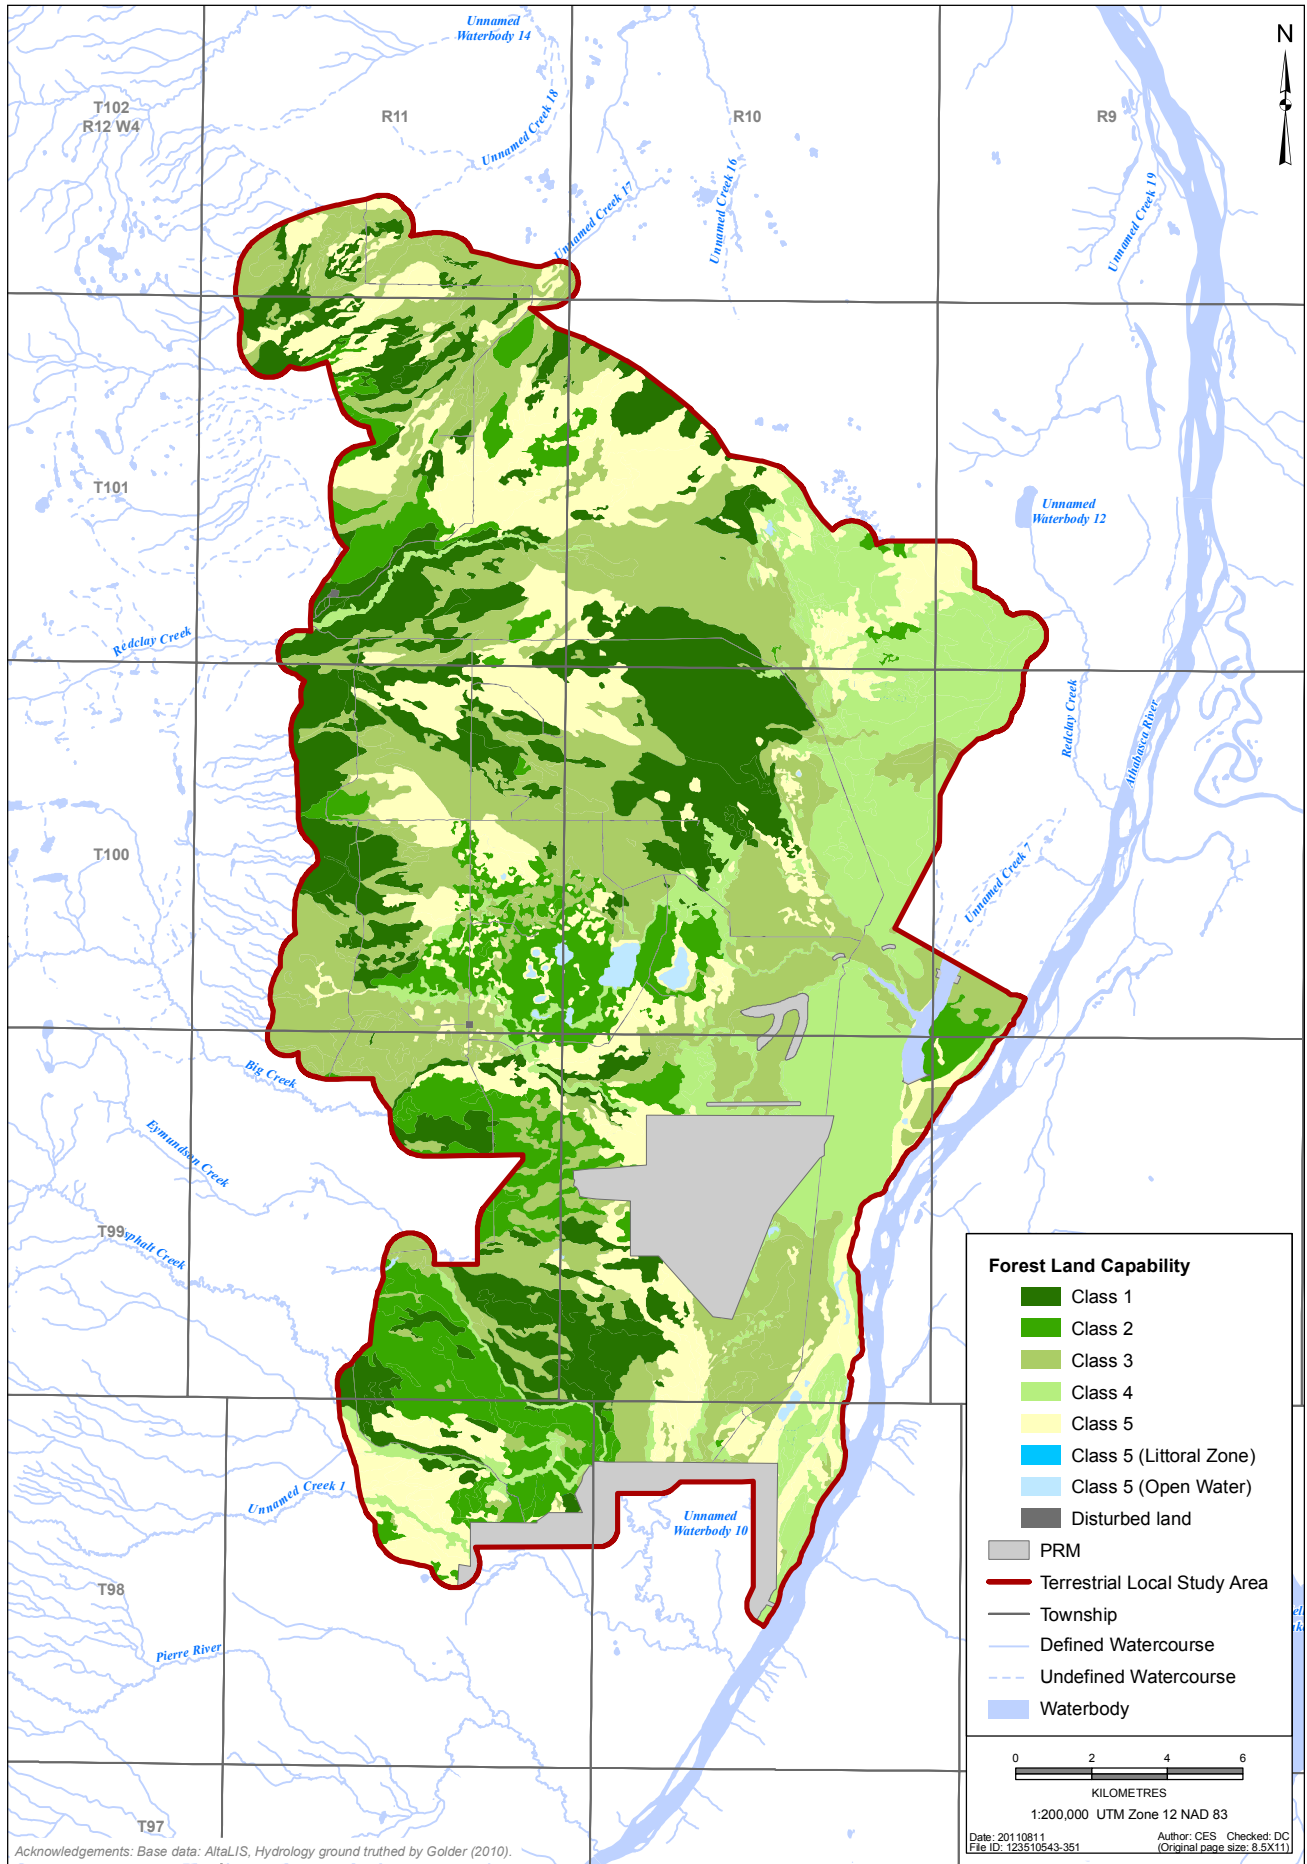 Unnamed
Waterbody 14
N
T102
R12 W4
R11
R10
R9
Unnamed Creek 18
Unnamed Creek 17
Unnamed Creek 16
Unnamed Creek 19
T101
Unnamed
Waterbody 12
Redclay Creek
Redclay Creek
Athabasca River
T100
Unnamed Creek 7
Big Creek
Eymundson Creek
T99
sphalt Creek
Unnamed Creek 1
Unnamed
Waterbody 10
T98
Pierre River
T97
Forest Land Capability
Class 1
Class 2
Class 3
Class 4
Class 5
Class 5 (Littoral Zone)
Class 5 (Open Water)
Disturbed land
PRM
Terrestrial Local Study Area
Township
Defined Watercourse
Undefined Watercourse
Waterbody
0 2 4 6
KILOMETRES
1:200,000 UTM Zone 12 NAD 83
Date: 20110811 Author: CES Checked: DC
File ID: 123510543-351 (Original page size: 8.5X11)
Acknowledgements: Base data: AltaLIS, Hydrology ground truthed by Golder (2010).